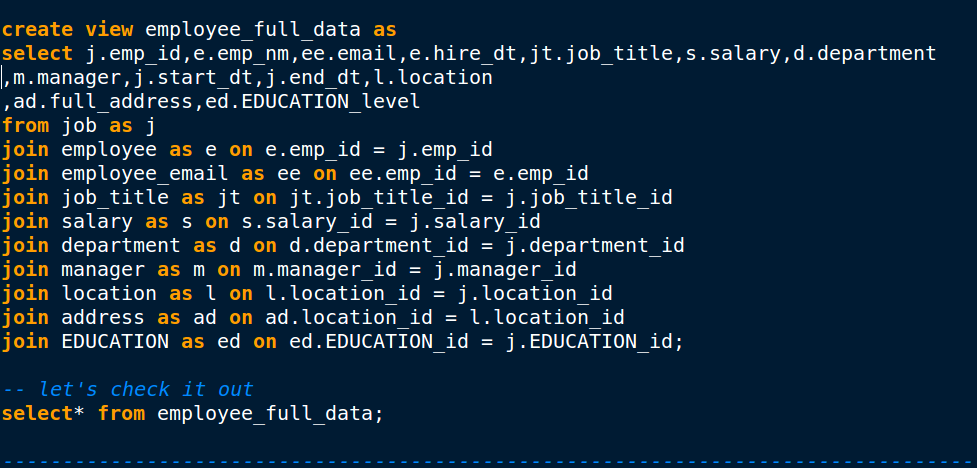 create view employee_full_data as
select j.emp_id,e.emp_nm,ee.email,e.hire_dt,jt.job_title,s.salary,d.department
,m.manager,j.start_dt,j.end_dt,l.location
,ad.full_address,ed.EDUCATION_level
from job as j
join employee as e on e.emp_id = j.emp_id
join employee_email as ee on ee.emp_id = e.emp_id
join job_title as jt on jt.job_title_id = j.job_title_id
join salary as s on s.salary_id = j.salary_id
join department as d on d.department_id = j.department_id
join manager as m on m.manager_id = j.manager_id
join location as l on l.location_id = j.location_id
join address as ad on ad.location_id = l.location_id
join EDUCATION as ed on ed.EDUCATION_id = j.EDUCATION_id;
-- let's check it out
select* from employee_full_data;
---------------------------------------------------------------------------------